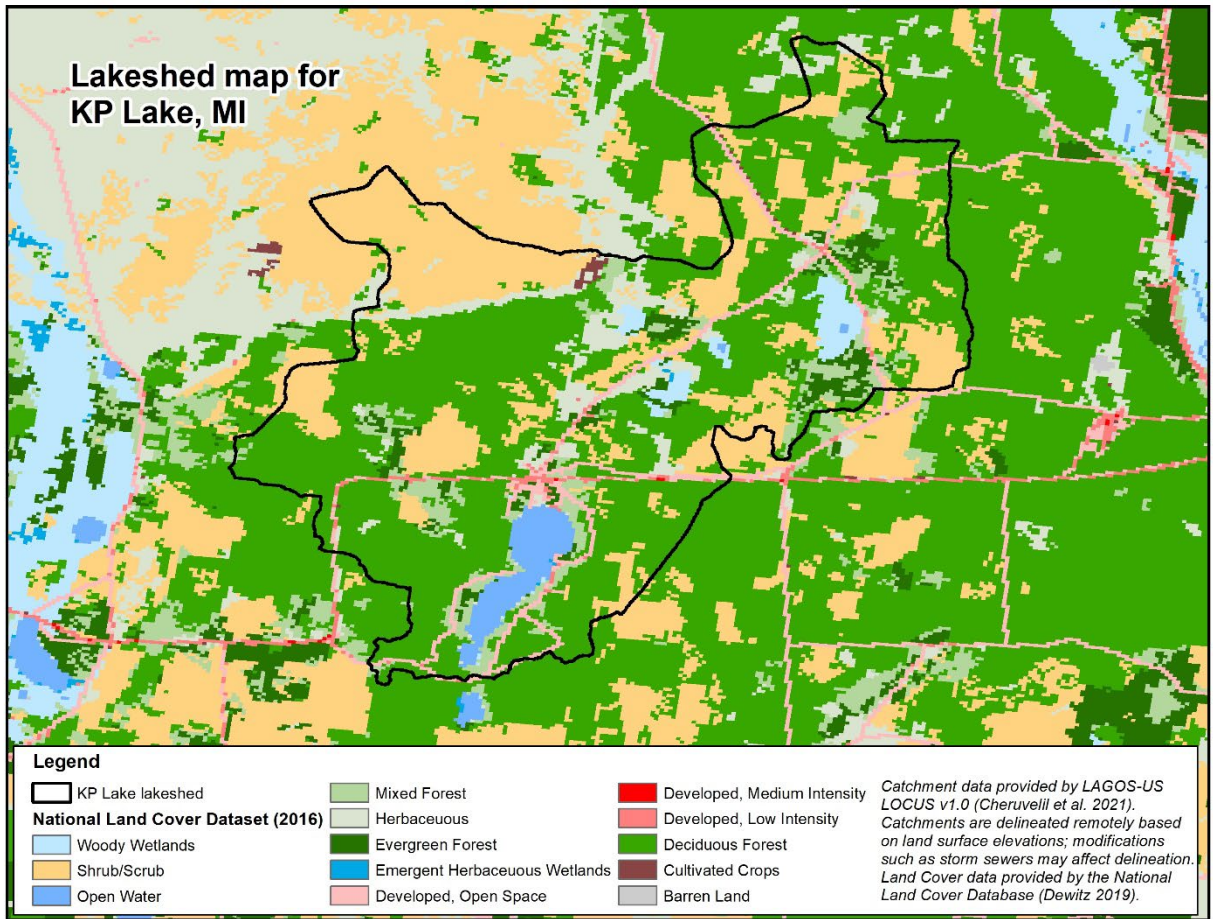 Lakeshed map for
KP Lake, MI
Legend
KP Lake lakeshed
National Land Cover Dataset (2016)
Woody Wetlands
Shrub/Scrub
Open Water
Mixed Forest
Herbaceuous
Evergreen Forest
Emergent Herbaceuous Wetlands
Developed, Open Space
Developed, Medium Intensity
Developed, Low Intensity
Deciduous Forest
Cultivated Crops
Barren Land
Catchment data provided by LAGOS-US
LOCUS v1.0 (Cheruvelil et al. 2021).
Catchments are delineated remotely based
on land surface elevations; modifications
such as storm sewers may affect delineation.
Land Cover data provided by the National
Land Cover Database (Dewitz 2019).